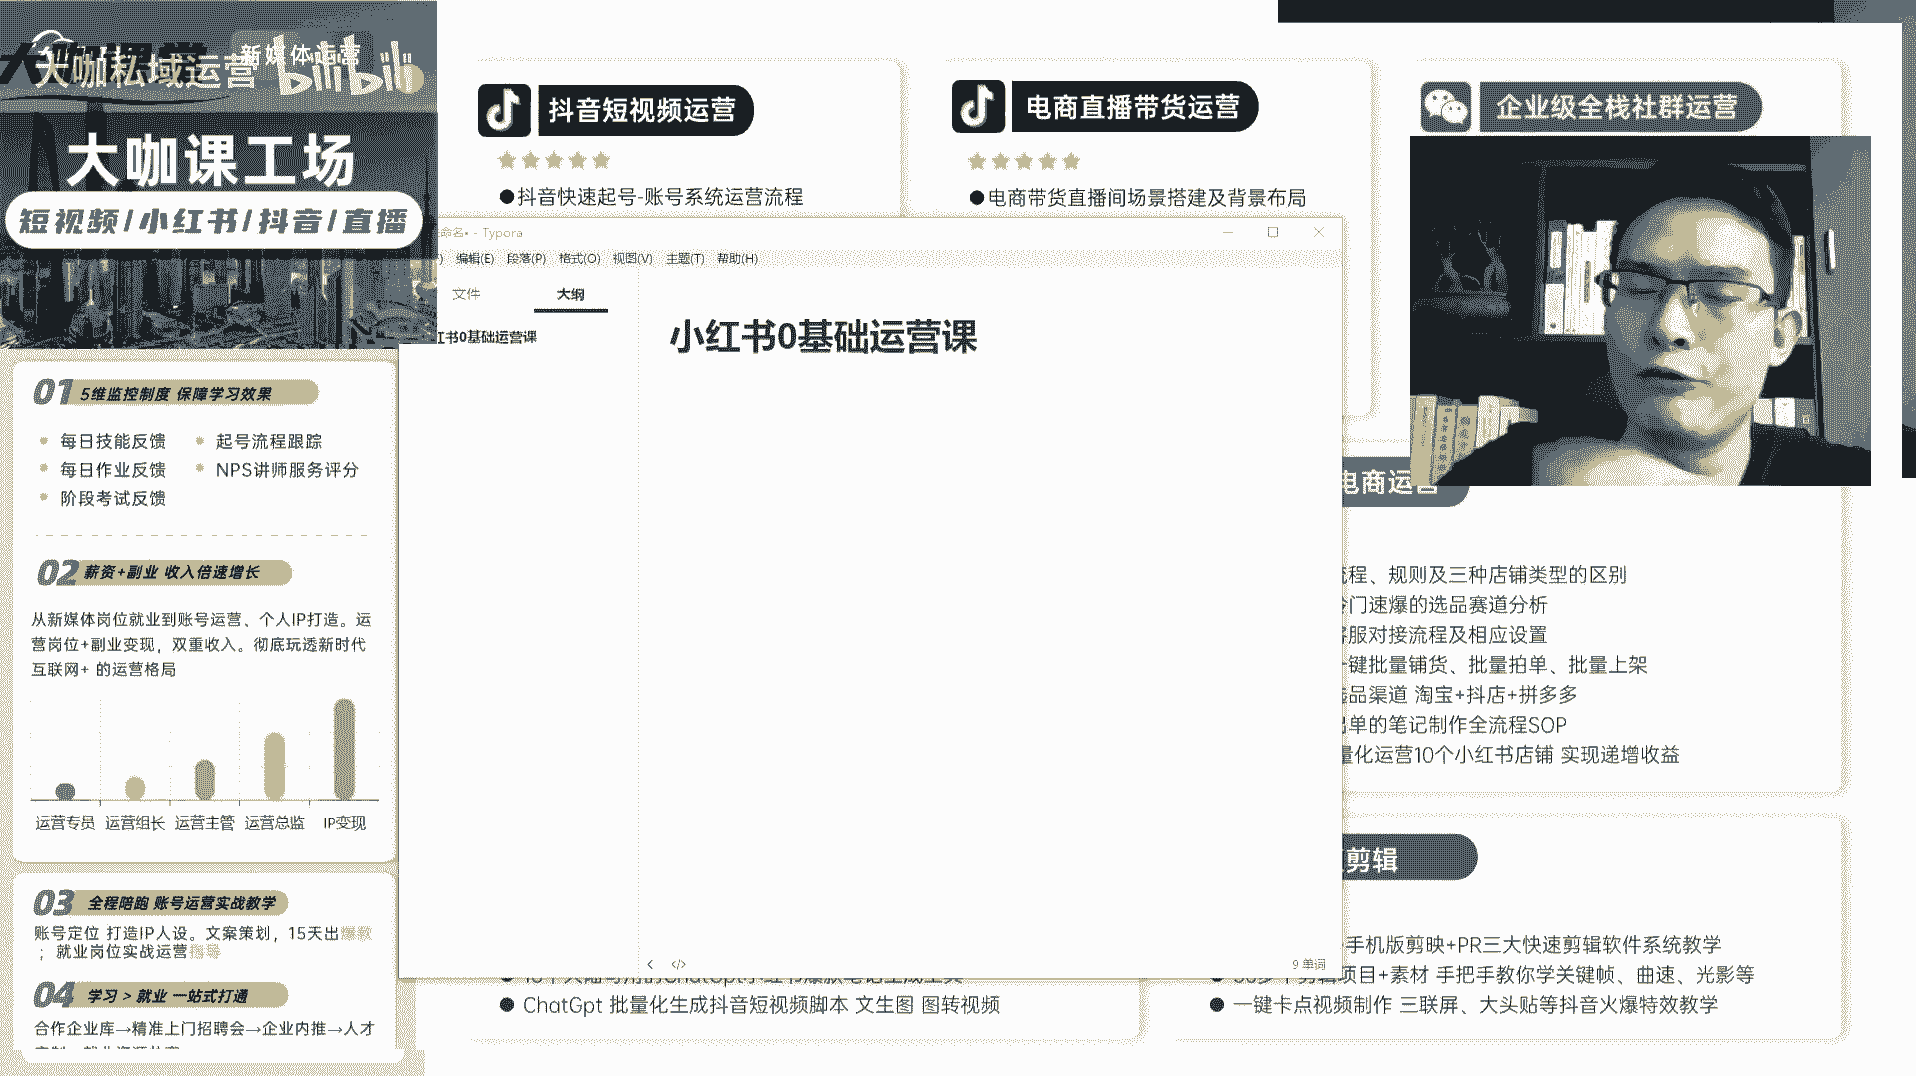 大咖私域运营
新媒体运营
bilibili
大咖课工场
短视频/小红书/抖音/直播
01 5维监控制度 保障学习效果
每日技能反馈
起号流程跟踪
每日作业反馈
NPS讲师服务评分
阶段考试反馈
02 薪资+副业 收入倍速增长
从新媒体岗位就业到账号运营、个人IP打造。运
营岗位+副业变现，双重收入。彻底玩透新时代
互联网+ 的运营格局
运营专员 运营组长 运营主管 运营总监 IP变现
03 全程陪跑 账号运营实战教学
账号定位 打造IP人设。文案策划，15天出爆款
；就业岗位实战运营指导
04 学习 > 就业 一站式打通
合作企业库→精准上门招聘会→企业内推→人才
抖音短视频运营
●抖音快速起号-账号系统运营流程
电商直播带货运营
●电商带货直播间场景搭建及背景布局
企业级全栈社群运营
命名• - Typora
) 编辑(E) 段落(P) 格式(O) 视图(V) 主题(T) 帮助(H)
文件 大纲
红书0基础运营课
小红书0基础运营课
9 单词
电商运营
流程、规则及三种店铺类型的区别
冷门速爆的选品赛道分析
客服对接流程及相应设置
一键批量铺货、批量拍单、批量上架
选品渠道 淘宝+抖店+拼多多
出单的笔记制作全流程SOP
量化运营10个小红书店铺 实现递增收益
剪辑
手机版剪映+PR三大快速剪辑软件系统教学
项目+素材 手把手教你学关键帧、曲速、光影等
●一键卡点视频制作 三联屏、大头贴等抖音火爆特效教学
●ChatGpt 批量化生成抖音短视频脚本 文生图 图转视频